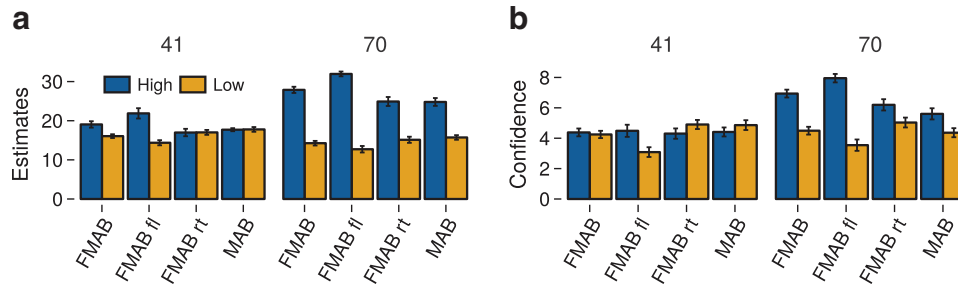 a
41
70
Estimates
30
20
10
0
High
Low
FMAB
FMAB fl
FMAB rt
MAB
FMAB
FMAB fl
FMAB rt
MAB
b
41
70
Confidence
8
6
4
2
0
FMAB
FMAB fl
FMAB rt
MAB
FMAB
FMAB fl
FMAB rt
MAB